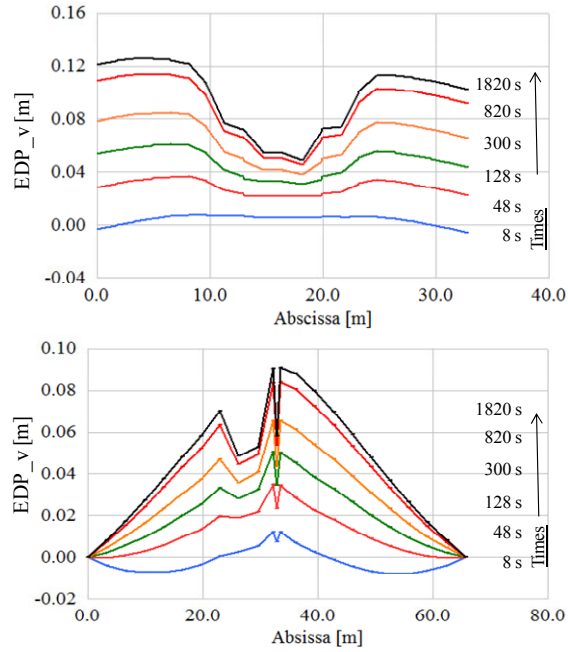 0.16
0.12
0.08
0.04
0.00
-0.04
EDP_v [m]
0.0 10.0 20.0 30.0 40.0
Abscissa [m]
1820 s
820 s
300 s
128 s
48 s
8 s
Times
0.10
0.08
0.06
0.04
0.02
0.00
-0.02
EDP_v [m]
0.0 20.0 40.0 60.0 80.0
Absissa [m]
1820 s
820 s
300 s
128 s
48 s
8 s
Times